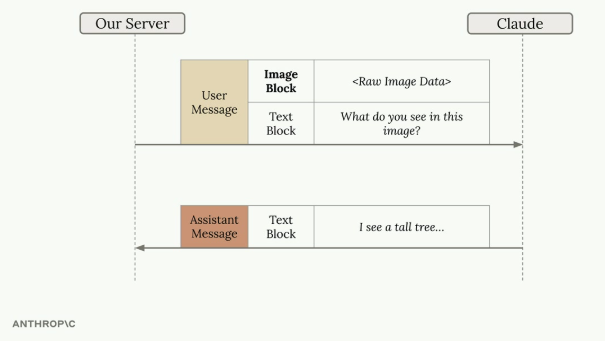 Our Server
Claude
User
Message
Image
Block
<Raw Image Data>
Text
Block
What do you see in this
image?
Assistant
Message
Text
Block
I see a tall tree...
ANTHROP\C